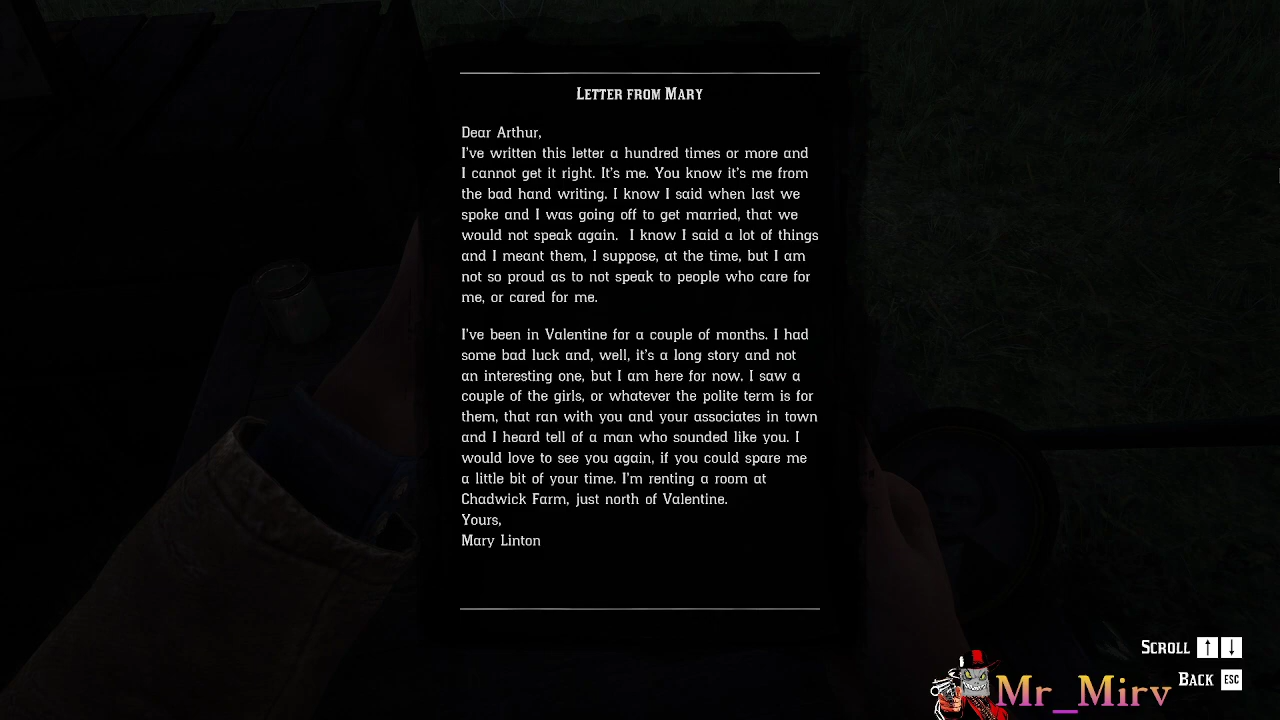 Letter from Mary
Dear Arthur,
I've written this letter a hundred times or more and
I cannot get it right. It's me. You know it's me from
the bad hand writing. I know I said when last we
spoke and I was going off to get married, that we
would not speak again.  I know I said a lot of things
and I meant them, I suppose, at the time, but I am
not so proud as to not speak to people who care for
me, or cared for me.
I've been in Valentine for a couple of months. I had
some bad luck and, well, it's a long story and not
an interesting one, but I am here for now. I saw a
couple of the girls, or whatever the polite term is for
them, that ran with you and your associates in town
and I heard tell of a man who sounded like you. I
would love to see you again, if you could spare me
a little bit of your time. I'm renting a room at
Chadwick Farm, just north of Valentine.
Yours,
Mary Linton
Scroll ↑ ↓
Back ESC
Mr_Mirv